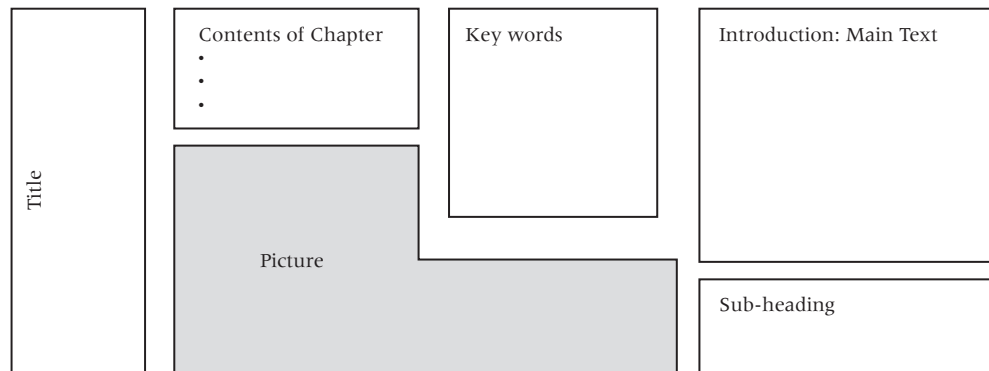 Title
Contents of Chapter
•
•
•
Key words
Introduction: Main Text
Picture
Sub-heading